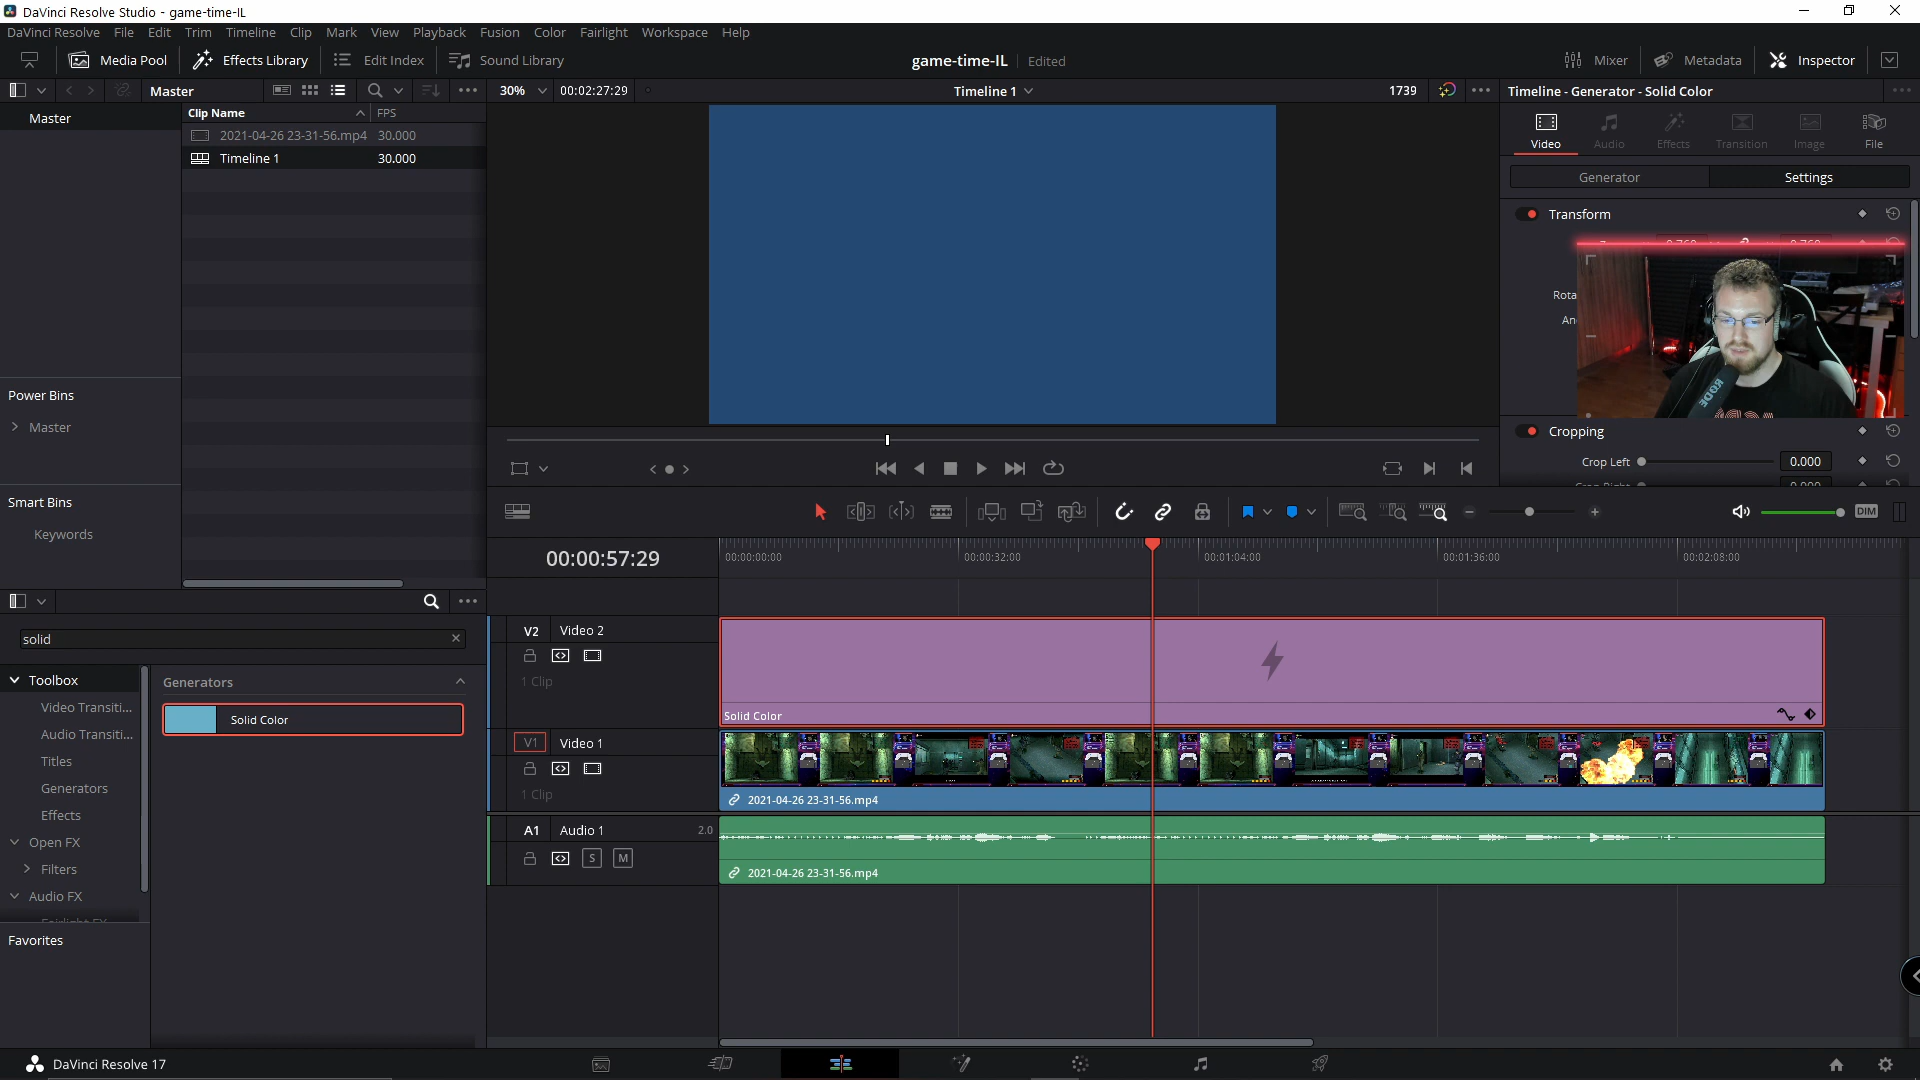 DaVinci Resolve Studio - game-time-IL
DaVinci Resolve File Edit Trim Timeline Clip Mark View Playback Fusion Color Fairlight Workspace Help
Media Pool Effects Library Edit Index Sound Library game-time-IL Edited Mixer Metadata Inspector
Master 30% 00:02:27:29 Timeline 1 1739 Timeline - Generator - Solid Color
Master
Clip Name FPS
2021-04-26 23-31-56.mp4 30.000
Timeline 1 30.000
Video Audio Effects Transition Image File
Generator Settings
Transform
Rota
An
RODE
Cropping
Crop Left 0.000
Crop Right 0.000
Power Bins
Master
Smart Bins
Keywords
DIM
00:00:57:29
00:00:00:00 00:00:32:00 00:01:04:00 00:01:36:00 00:02:08:00
solid
Toolbox
Video Transiti...
Audio Transiti...
Titles
Generators
Effects
Open FX
Filters
Audio FX
Fairlight FX
Favorites
Generators
Solid Color
V2 Video 2
1 Clip
Solid Color
V1 Video 1
1 Clip
2021-04-26 23-31-56.mp4
A1 Audio 1 2.0
S M
2021-04-26 23-31-56.mp4
DaVinci Resolve 17